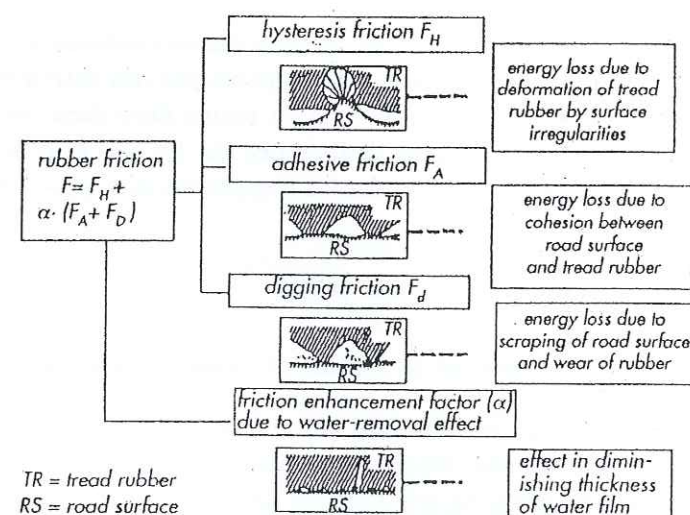 hysteresis friction F_H
TR
RS
energy loss due to
deformation of tread
rubber by surface
irregularities
rubber friction
F = F_H +
α· (F_A + F_D)
adhesive friction F_A
TR
RS
energy loss due to
cohesion between
road surface
and tread rubber
digging friction F_d
TR
RS
energy loss due to
scraping of road surface
and wear of rubber
friction enhancement factor (α)
due to water-removal effect
TR
RS
effect in dimin-
ishing thickness
of water film
TR = tread rubber
RS = road surface